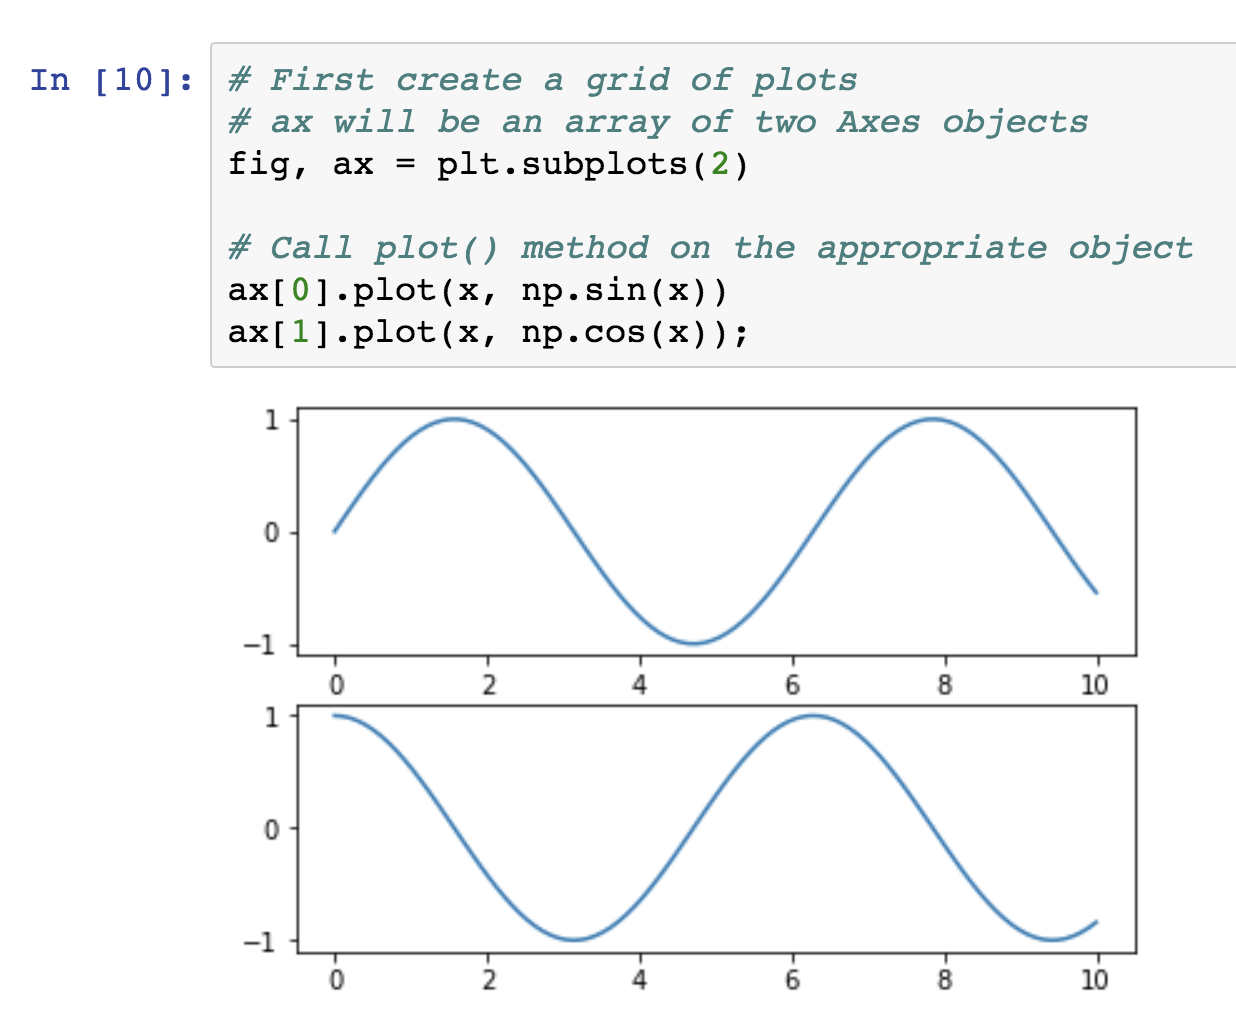 In [10]:
# First create a grid of plots
# ax will be an array of two Axes objects
fig, ax = plt.subplots(2)
# Call plot() method on the appropriate object
ax[0].plot(x, np.sin(x))
ax[1].plot(x, np.cos(x));
1
0
−1
0 2 4 6 8 10
1
0
−1
0 2 4 6 8 10